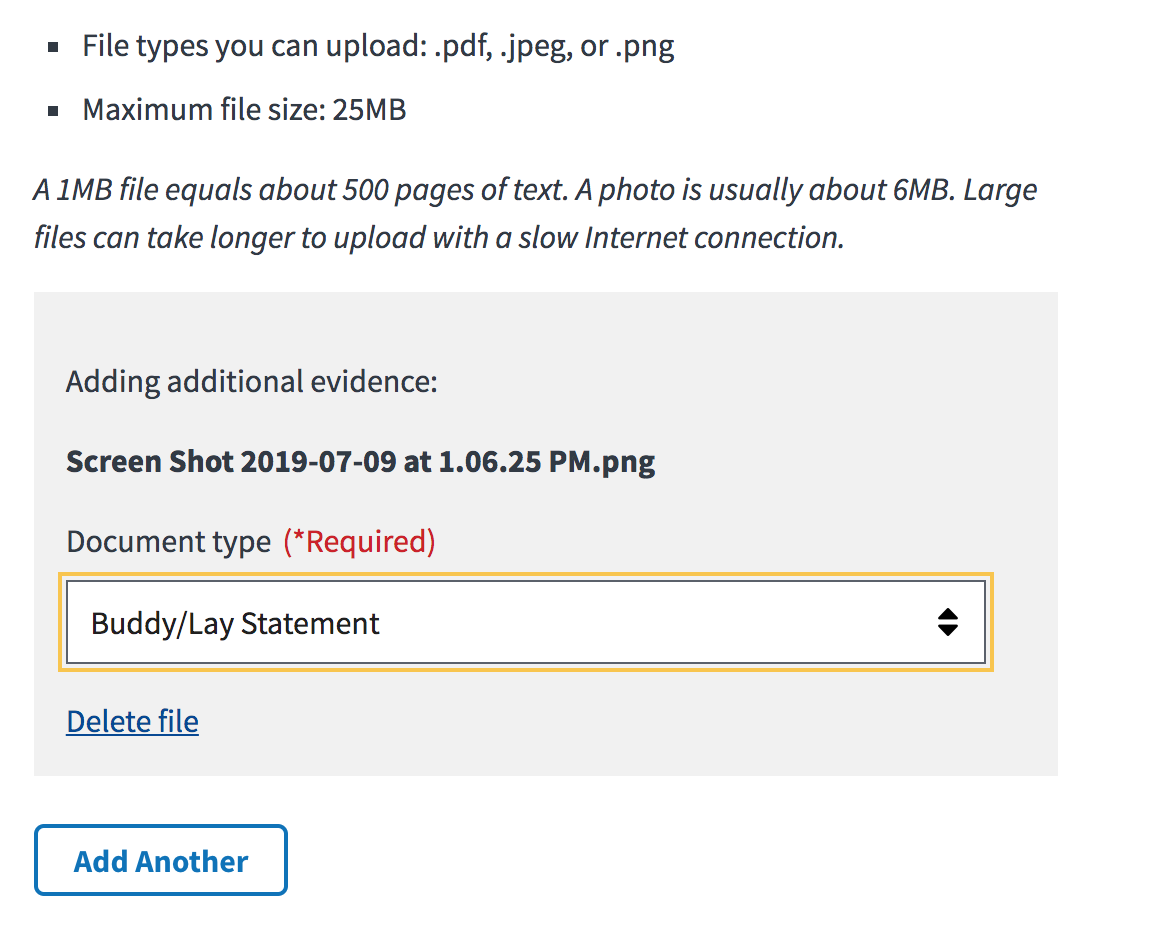 File types you can upload: .pdf, .jpeg, or .png
Maximum file size: 25MB
A 1MB file equals about 500 pages of text. A photo is usually about 6MB. Large
files can take longer to upload with a slow Internet connection.
Adding additional evidence:
Screen Shot 2019-07-09 at 1.06.25 PM.png
Document type (*Required)
Buddy/Lay Statement
Delete file
Add Another